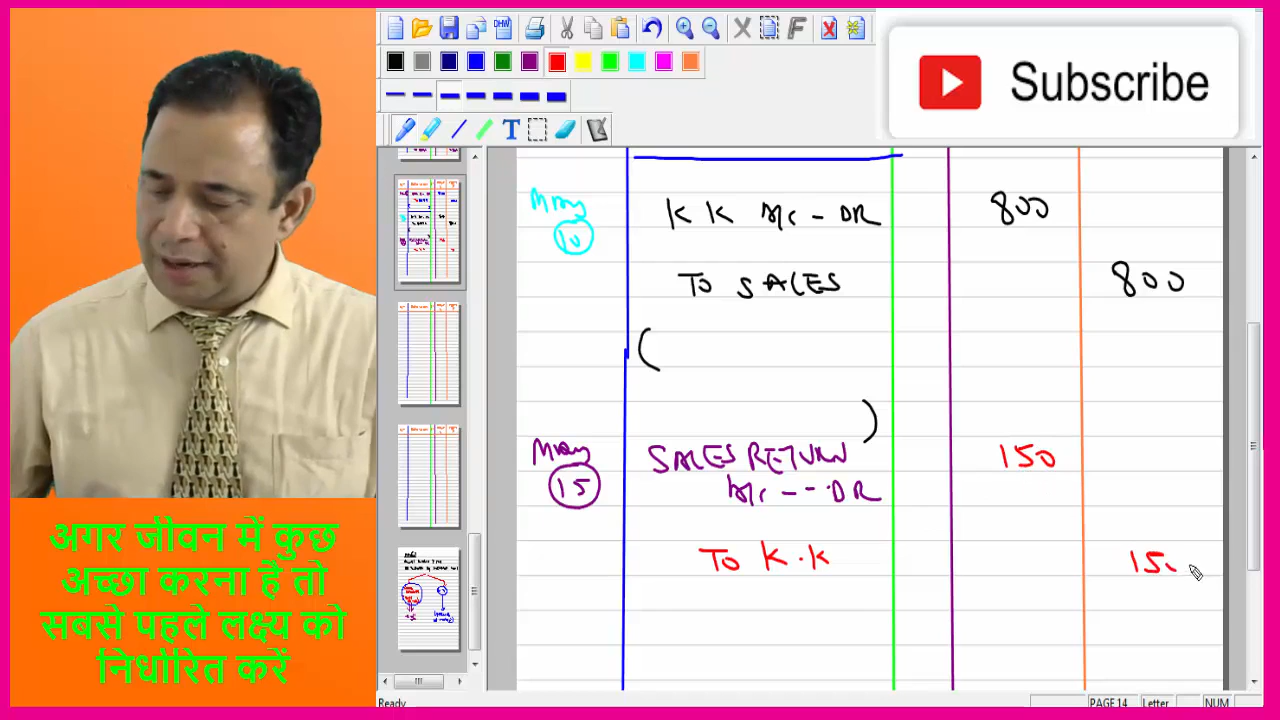 Subscribe
May
10
K K A/c - DR
800
TO SALES
800
(
)
May
15
SALES RETURN
A/c - - · DR
150
TO K · K
150
अगर जीवन में कुछ
अच्छा करना है तो
सबसे पहले लक्ष्य को
निर्धारित करें
Ready
PAGE 14
Letter
NUM